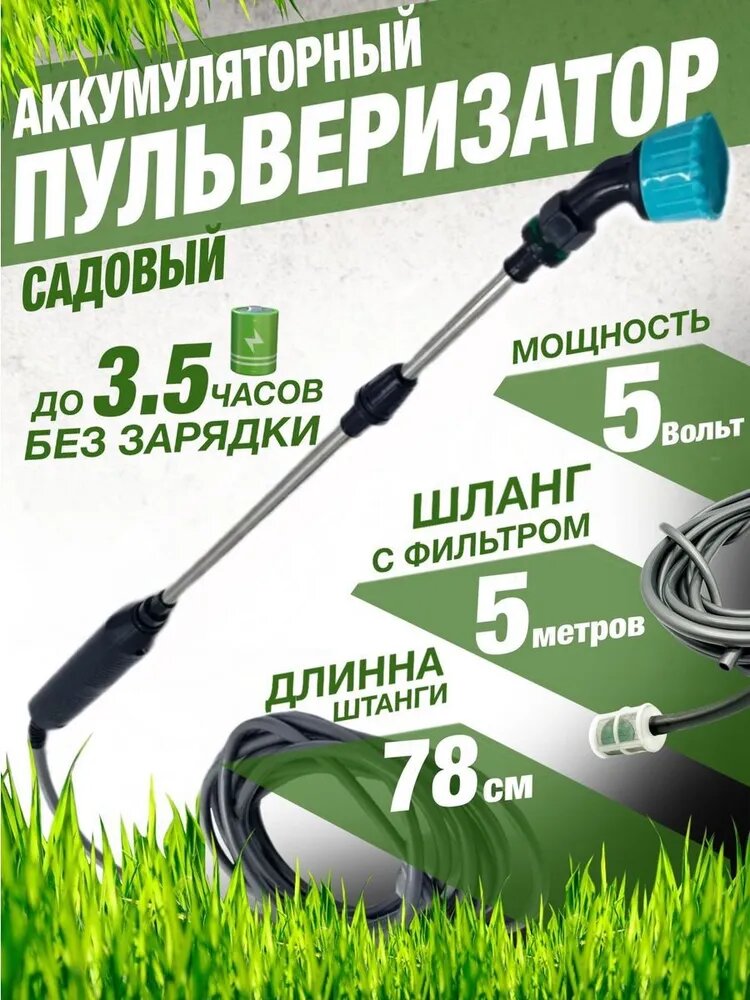 АККУМУЛЯТОРНЫЙ
ПУЛЬВЕРИЗАТОР
САДОВЫЙ
ДО 3.5 ЧАСОВ
БЕЗ ЗАРЯДКИ
МОЩНОСТЬ
5 Вольт
ШЛАНГ
С ФИЛЬТРОМ
5 метров
ДЛИННА
ШТАНГИ
78 см